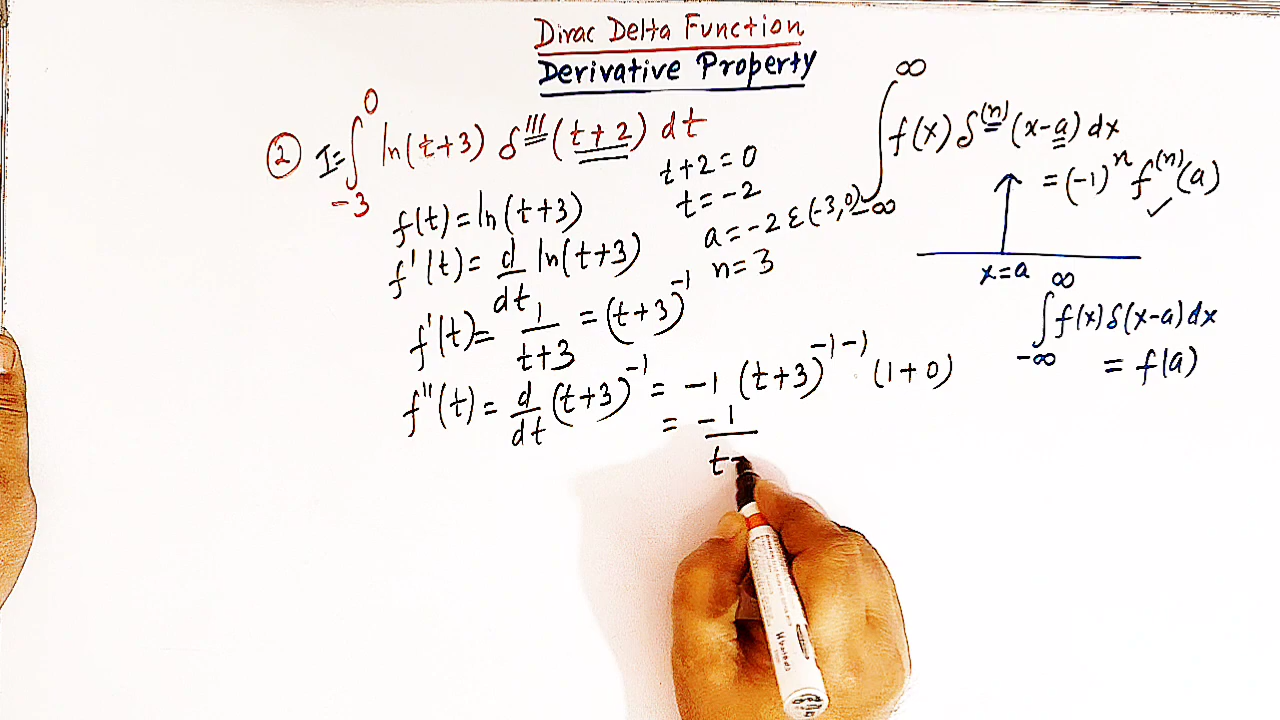 Dirac Delta Function
Derivative Property
② I = ∫_{-3}^{0} ln(t+3) δ'''(t+2) dt
t+2 = 0
t = -2
a = -2 ε (-3, 0)
n = 3
f(t) = ln(t+3)
f'(t) = d/dt ln(t+3)
f'(t) = 1/(t+3) = (t+3)^{-1}
f''(t) = d/dt (t+3)^{-1} = -1 (t+3)^{-1-1} (1+0)
= -1/t
∫_{-∞}^{∞} f(x) δ^{(n)} (x-a) dx
= (-1)^n f^{(n)}(a) ✓
x=a
∫_{-∞}^{∞} f(x) δ(x-a) dx
= f(a)